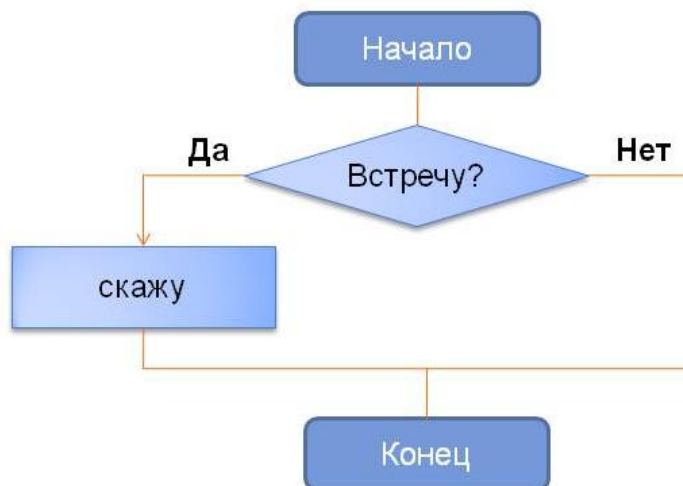 Начало
Да
Встречу?
Нет
скажу
Конец